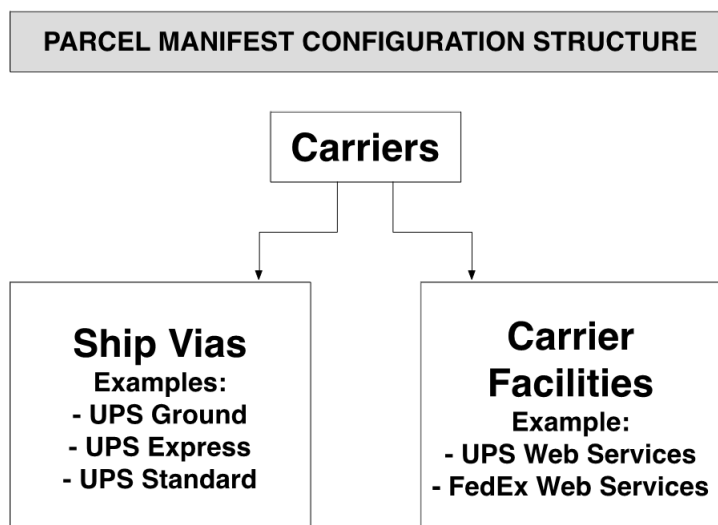 PARCEL MANIFEST CONFIGURATION STRUCTURE
Carriers
Ship Vias
Examples:
- UPS Ground
- UPS Express
- UPS Standard
Carrier
Facilities
Example:
- UPS Web Services
- FedEx Web Services